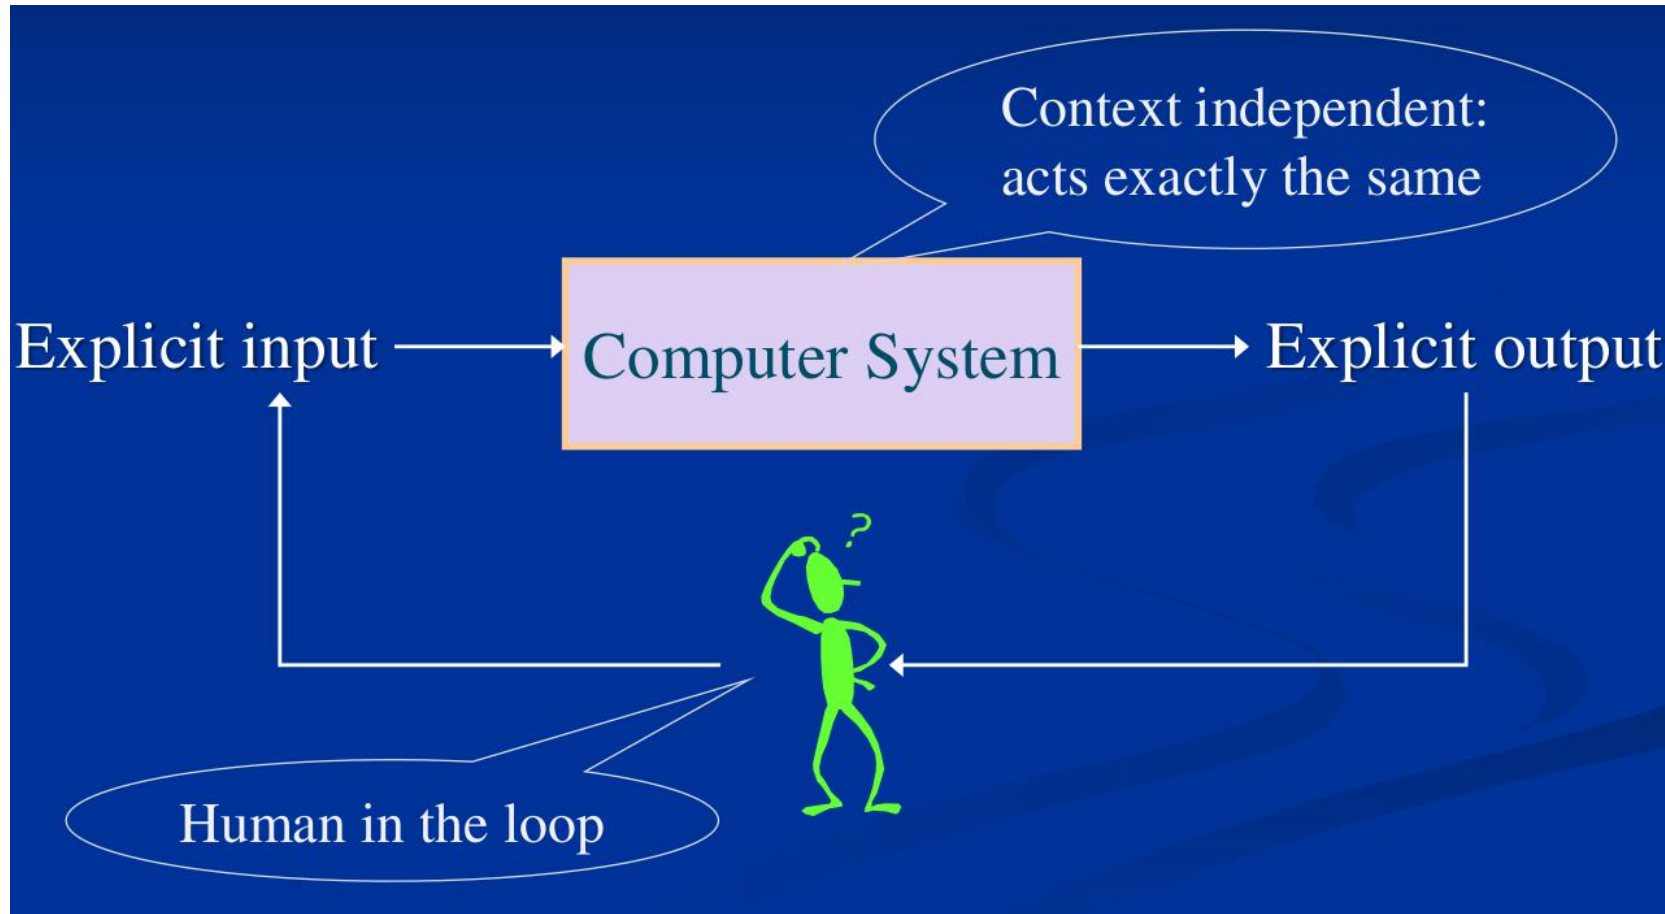 Context independent:
acts exactly the same
Explicit input
Computer System
Explicit output
?
Human in the loop